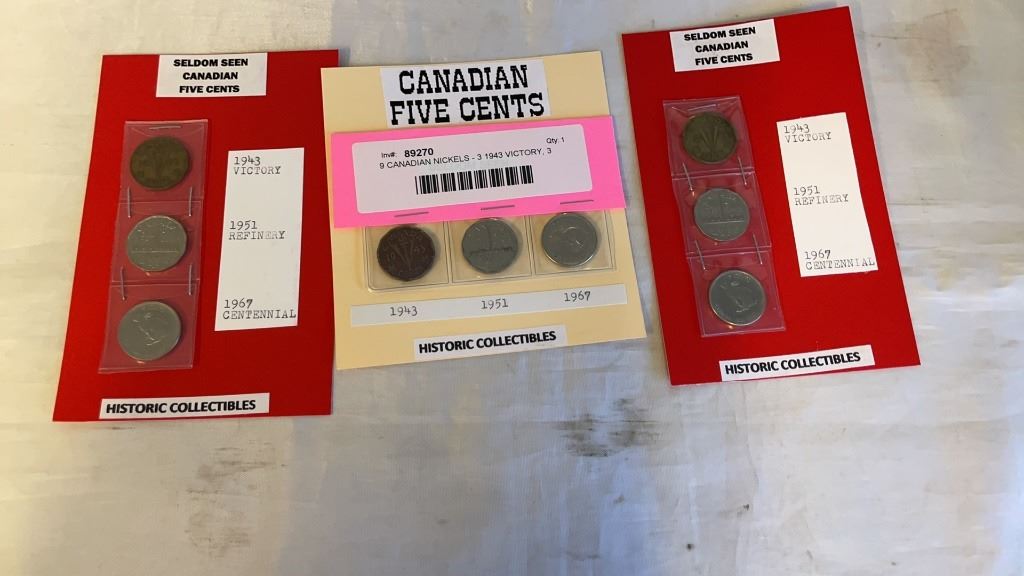 SELDOM SEEN
CANADIAN
FIVE CENTS
1943
VICTORY
1951
REFINERY
1967
CENTENNIAL
HISTORIC COLLECTIBLES
CANADIAN
FIVE CENTS
Inv#: 89270 Qty: 1
9 CANADIAN NICKELS - 3 1943 VICTORY, 3
1943 1951 1967
HISTORIC COLLECTIBLES
SELDOM SEEN
CANADIAN
FIVE CENTS
1943
VICTORY
1951
REFINERY
1967
CENTENNIAL
HISTORIC COLLECTIBLES